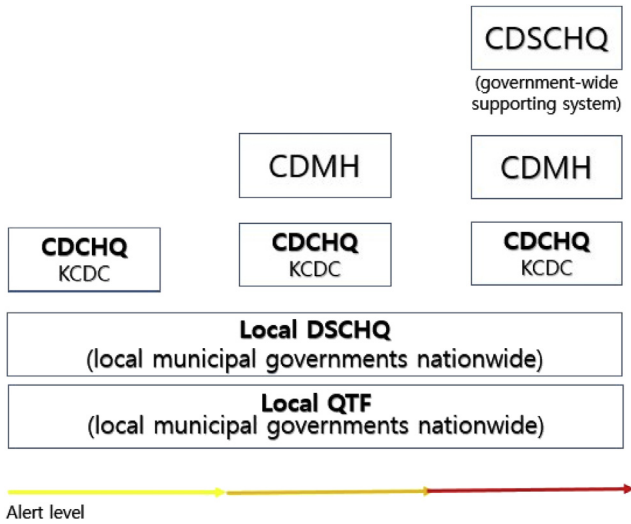 CDSCHQ
(government-wide
supporting system)
CDMH
CDMH
CDCHQ
KCDC
CDCHQ
KCDC
CDCHQ
KCDC
Local DSCHQ
(local municipal governments nationwide)
Local QTF
(local municipal governments nationwide)
Alert level